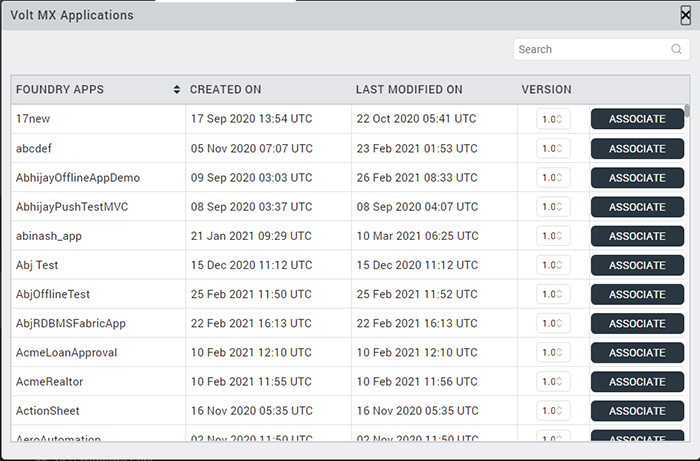 Volt MX Applications
Search
FOUNDRY APPS CREATED ON LAST MODIFIED ON VERSION
17new 17 Sep 2020 13:54 UTC 22 Oct 2020 05:41 UTC 1.0 ASSOCIATE
abcdef 05 Nov 2020 07:07 UTC 23 Feb 2021 01:53 UTC 1.0 ASSOCIATE
AbhijayOfflineAppDemo 09 Sep 2020 03:03 UTC 26 Feb 2021 08:33 UTC 1.0 ASSOCIATE
AbhijayPushTestMVC 08 Sep 2020 03:37 UTC 08 Sep 2020 04:07 UTC 1.0 ASSOCIATE
abinash_app 21 Jan 2021 09:29 UTC 10 Mar 2021 06:25 UTC 1.0 ASSOCIATE
Abj Test 15 Dec 2020 11:12 UTC 15 Dec 2020 11:12 UTC 1.0 ASSOCIATE
AbjOfflineTest 25 Feb 2021 11:50 UTC 25 Feb 2021 11:52 UTC 1.0 ASSOCIATE
AbjRDBMSFabricApp 22 Feb 2021 16:13 UTC 22 Feb 2021 16:13 UTC 1.0 ASSOCIATE
AcmeLoanApproval 10 Feb 2021 12:10 UTC 10 Feb 2021 12:10 UTC 1.0 ASSOCIATE
AcmeRealtor 10 Feb 2021 11:55 UTC 10 Feb 2021 11:56 UTC 1.0 ASSOCIATE
ActionSheet 16 Nov 2020 05:35 UTC 16 Nov 2020 05:35 UTC 1.0 ASSOCIATE
AeroAutomation 02 Nov 2020 11:50 UTC 02 Nov 2020 11:50 UTC 1.0 ASSOCIATE